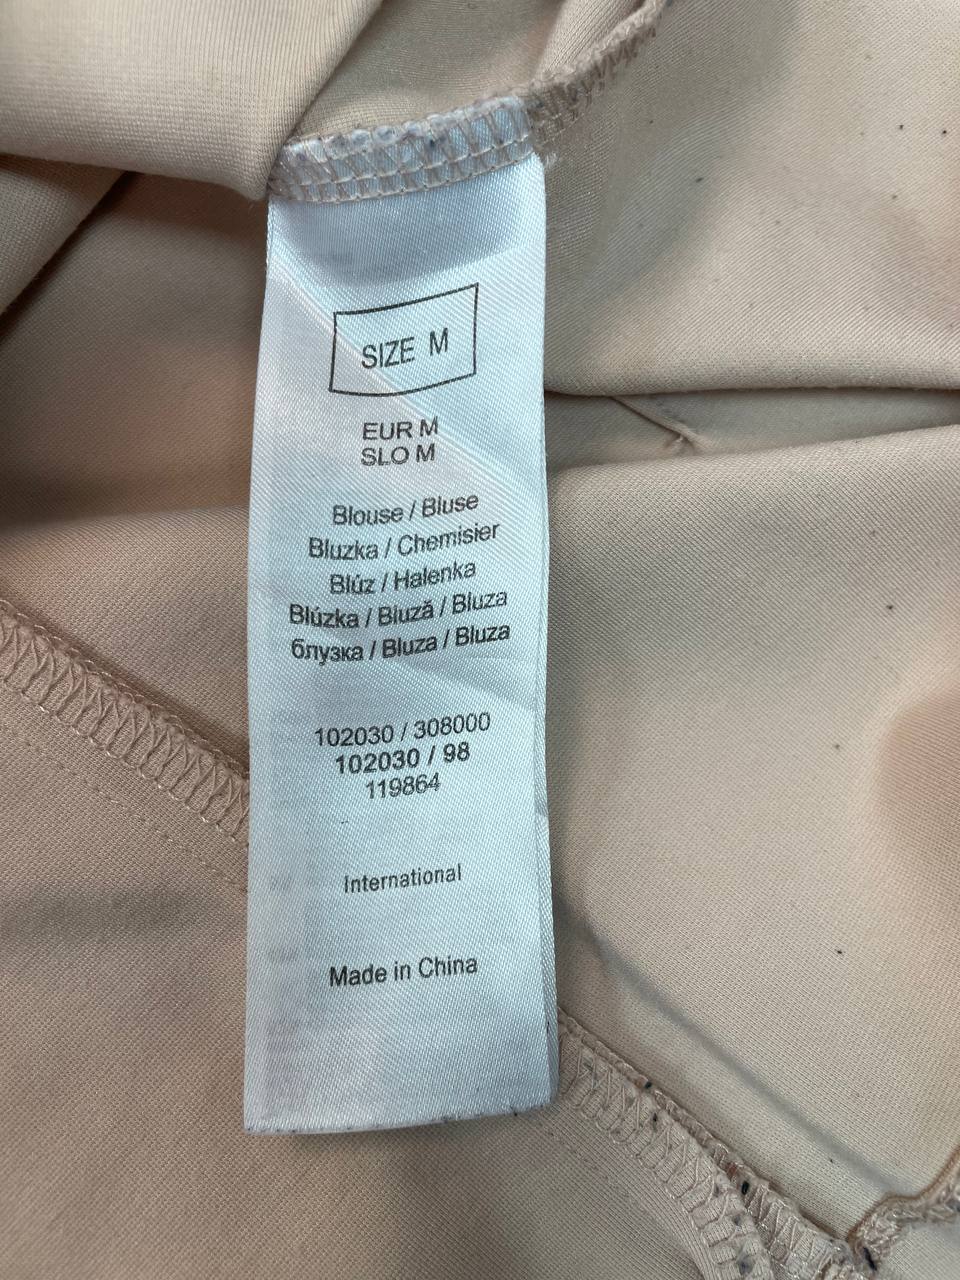 SIZE M
EUR M
SLO M
Blouse / Bluse
Bluzka / Chemisier
Blúz / Halenka
Blúzka / Bluză / Bluza
блузка / Bluza / Bluza
102030 / 308000
102030 / 98
119864
International
Made in China